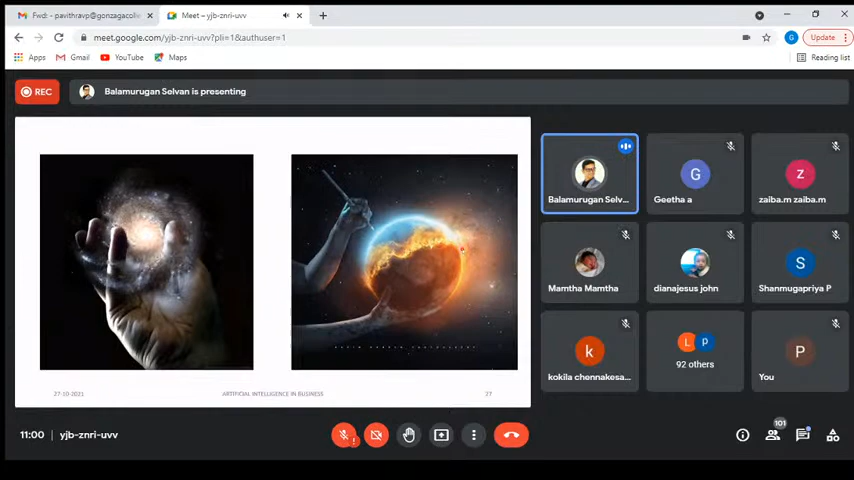 Fwd: - pavithravp@gonzagacolle
Meet – yjb-znri-uvv
meet.google.com/yjb-znri-uvv?pli=1&authuser=1
G
Update
Apps
Gmail
YouTube
Maps
Reading list
REC
Balamurugan Selvan is presenting
27-10-2021
ARTIFICIAL INTELLIGENCE IN BUSINESS
27
Balamurugan Selv...
G
Geetha a
z
zaiba.m zaiba.m
Mamtha Mamtha
dianajesus john
S
Shanmugapriya P
k
kokila chennakesa...
L
P
92 others
P
You
11:00
yjb-znri-uvv
101